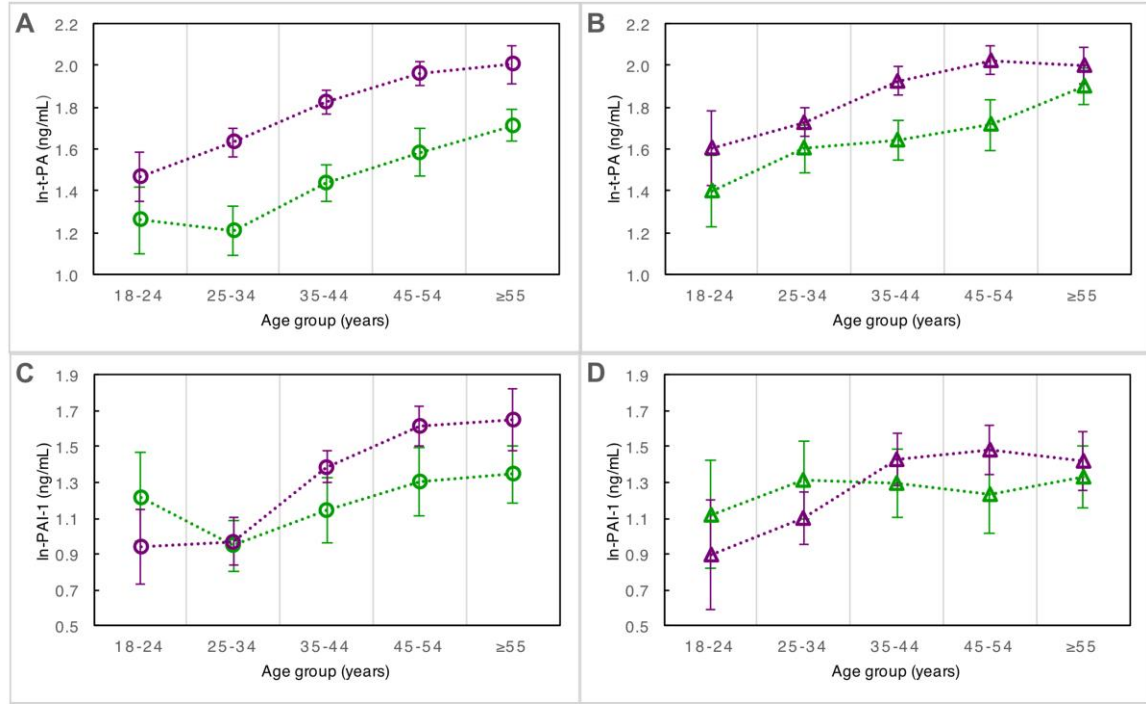 A
ln-t-PA (ng/mL)
2.2
2.0
1.8
1.6
1.4
1.2
1.0
18-24 25-34 35-44 45-54 ≥55
Age group (years)
B
ln-t-PA (ng/mL)
2.2
2.0
1.8
1.6
1.4
1.2
1.0
18-24 25-34 35-44 45-54 ≥55
Age group (years)
C
ln-PAI-1 (ng/mL)
1.9
1.7
1.5
1.3
1.1
0.9
0.7
0.5
18-24 25-34 35-44 45-54 ≥55
Age group (years)
D
ln-PAI-1 (ng/mL)
1.9
1.7
1.5
1.3
1.1
0.9
0.7
0.5
18-24 25-34 35-44 45-54 ≥55
Age group (years)